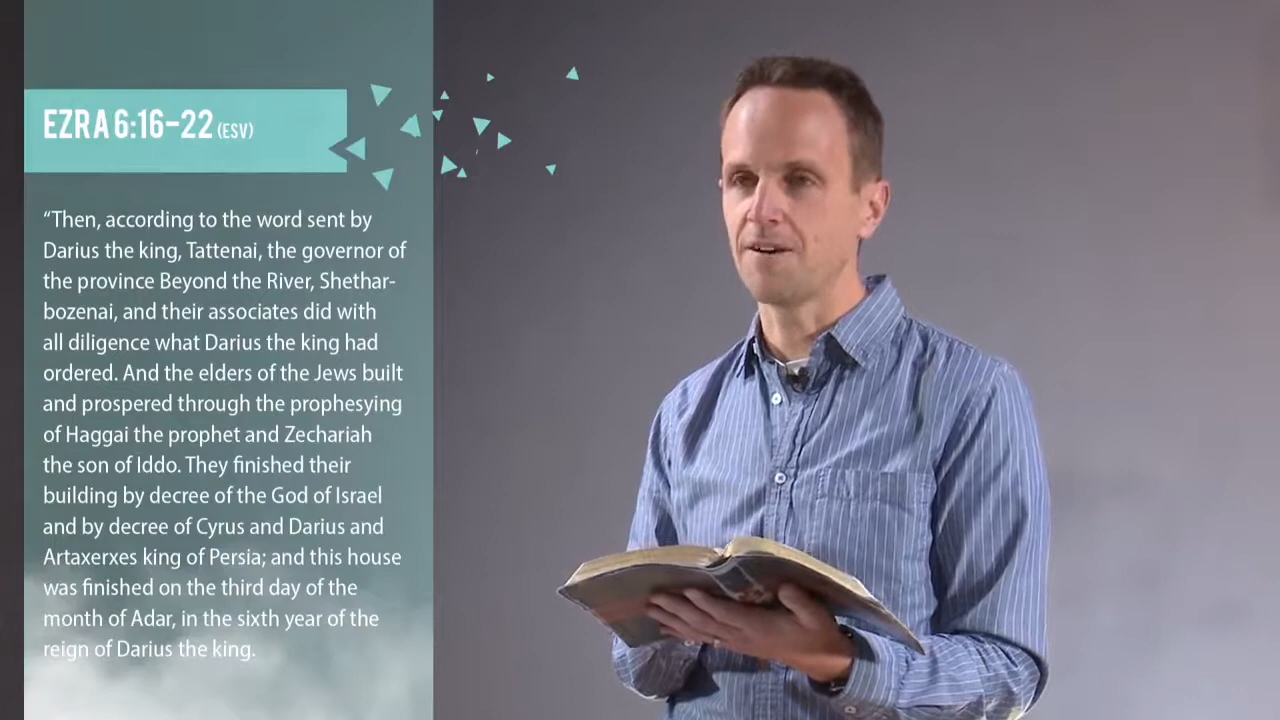 EZRA 6:16–22 (ESV)
“Then, according to the word sent by
Darius the king, Tattenai, the governor of
the province Beyond the River, Shethar-
bozenai, and their associates did with
all diligence what Darius the king had
ordered. And the elders of the Jews built
and prospered through the prophesying
of Haggai the prophet and Zechariah
the son of Iddo. They finished their
building by decree of the God of Israel
and by decree of Cyrus and Darius and
Artaxerxes king of Persia; and this house
was finished on the third day of the
month of Adar, in the sixth year of the
reign of Darius the king.